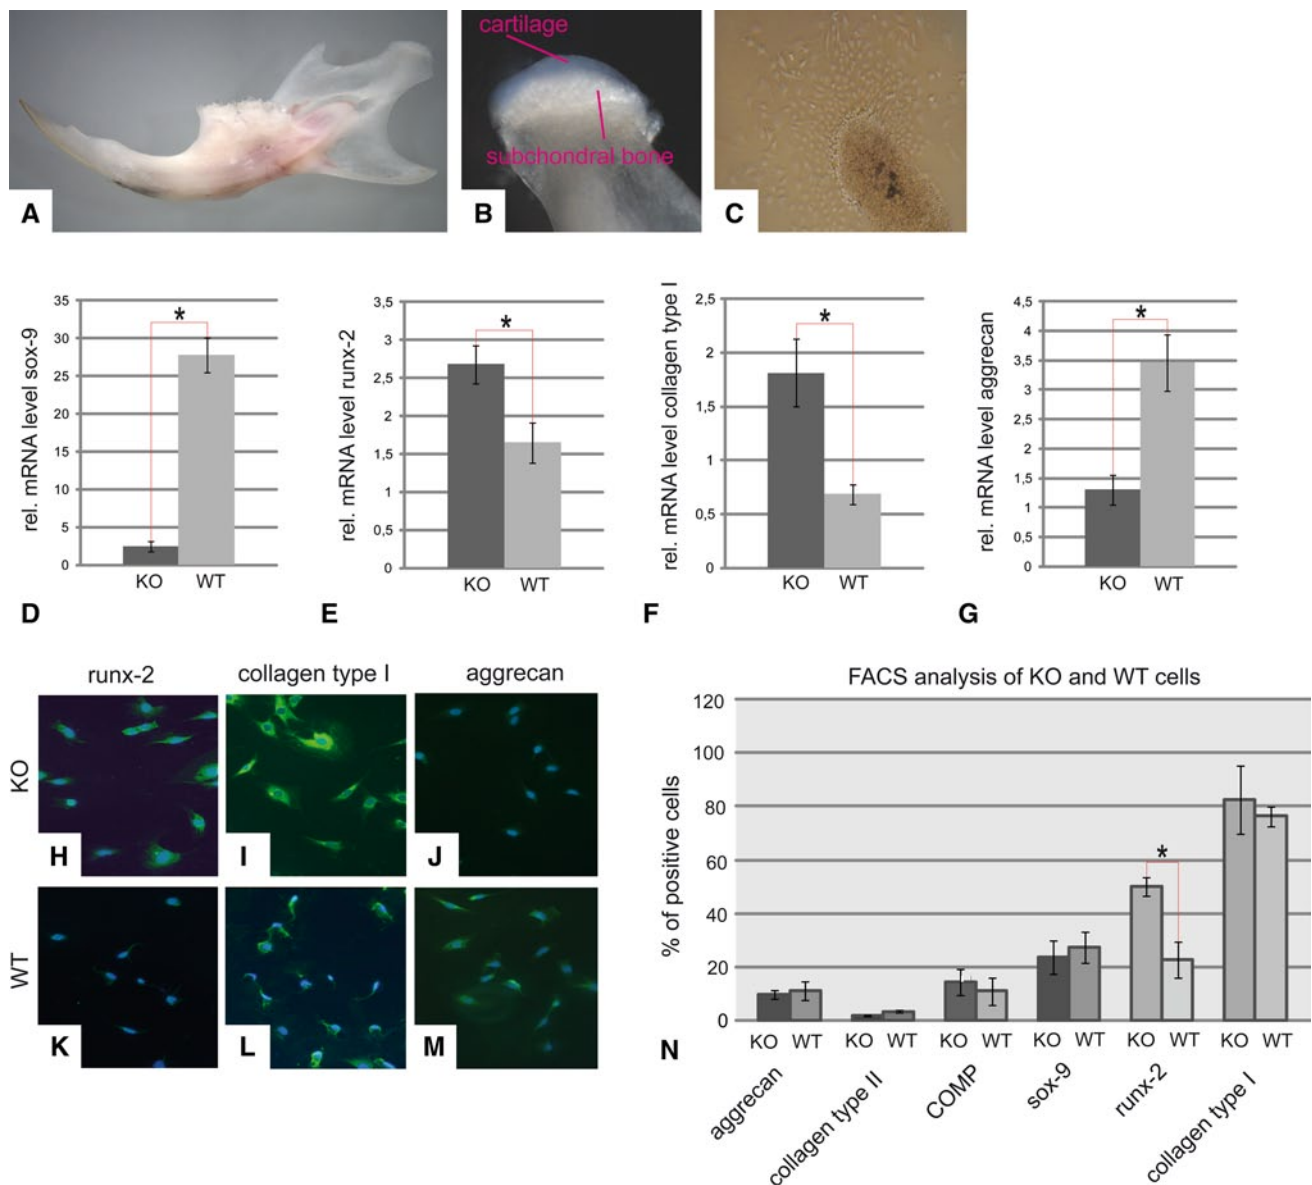 cartilage
subchondral bone
A
B
C
rel. mRNA level sox-9
35
30
25
20
15
10
5
0
*
KO WT
D
rel. mRNA level runx-2
3,5
3
2,5
2
1,5
1
0,5
0
*
KO WT
E
rel. mRNA level collagen type I
2,5
2
1,5
1
0,5
0
*
KO WT
F
rel. mRNA level aggrecan
4,5
4
3,5
3
2,5
2
1,5
1
0,5
0
*
KO WT
G
runx-2 collagen type I aggrecan
KO
H
I
J
WT
K
L
M
FACS analysis of KO and WT cells
% of positive cells
120
100
80
60
40
20
0
*
KO WT KO WT KO WT KO WT KO WT KO WT
aggrecan
collagen type II
COMP
sox-9
runx-2
collagen type I
N